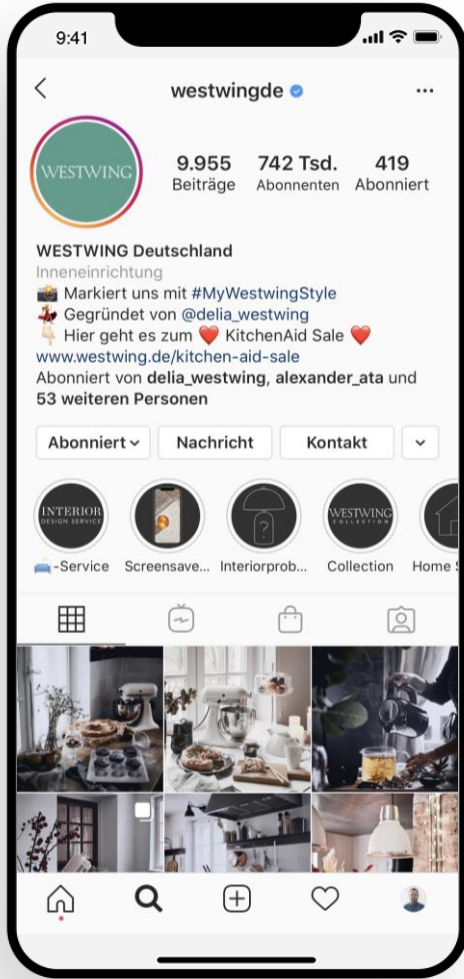 9:41
westwingde
WESTWING
9.955 742 Tsd. 419
Beiträge Abonnenten Abonniert
WESTWING Deutschland
Inneneinrichtung
📸 Markiert uns mit #MyWestwingStyle
💃 Gegründet von @delia_westwing
👇🏻 Hier geht es zum ❤️ KitchenAid Sale ❤️
www.westwing.de/kitchen-aid-sale
Abonniert von delia_westwing, alexander_ata und
53 weiteren Personen
Abonniert Nachricht Kontakt
INTERIOR
DESIGN SERVICE
?
WESTWING
COLLECTION
🛋️-Service Screensave... Interiorprob... Collection Home S